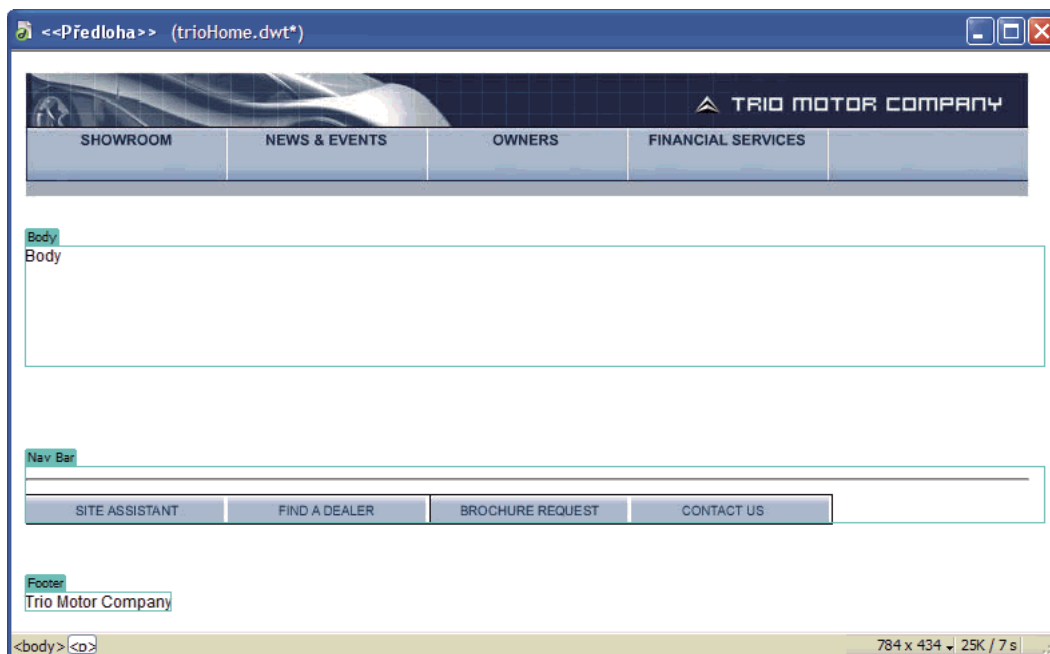 <<Předloha>> (trioHome.dwt*)
TRIO MOTOR COMPANY
SHOWROOM NEWS & EVENTS OWNERS FINANCIAL SERVICES
Body
Body
Nav Bar
SITE ASSISTANT FIND A DEALER BROCHURE REQUEST CONTACT US
Footer
Trio Motor Company
<body> <p> 784 x 434 25K / 7 s